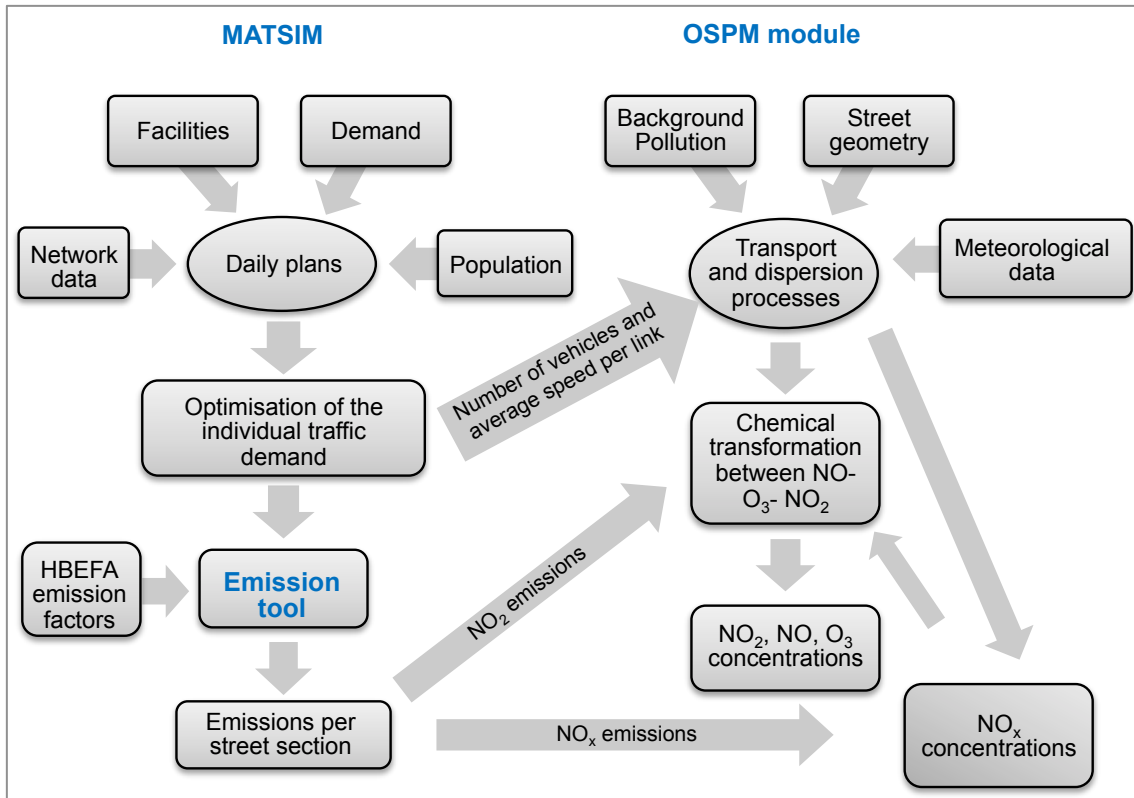 MATSIM
OSPM module
Facilities
Demand
Background
Pollution
Street
geometry
Network
data
Daily plans
Population
Transport
and dispersion
processes
Meteorological
data
Number of vehicles and
average speed per link
Optimisation of the
individual traffic
demand
Chemical
transformation
between NO-
O₃- NO₂
HBEFA
emission
factors
Emission
tool
NO₂ emissions
NO₂, NO, O₃
concentrations
Emissions per
street section
NOₓ emissions
NOₓ
concentrations